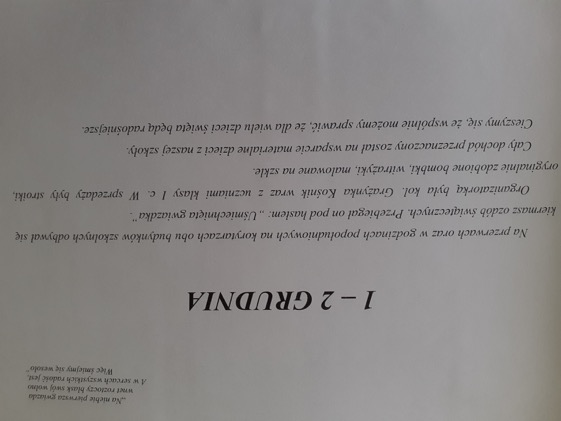 „Na niebie pierwsza gwiazda
wnet roztoczy blask swój wolno
A w sercach wszystkich radość jest,
Więc śmiejmy się wesoło"
1 – 2 GRUDNIA
Na przerwach oraz w godzinach popołudniowych na korytarzach obu budynków szkolnych odbywał się
kiermasz ozdób świątecznych. Przebiegał on pod hasłem: „Uśmiechnięta gwiazdka".
Organizatorką była kol. Grażynka Kośnik wraz z uczniami klasy I c. W sprzedaży były, stroiki,
oryginalnie zdobione bombki, witrażyki, malowane na szkle.
Cały dochód przeznaczony został na wsparcie materialne dzieci z naszej szkoły.
Cieszymy się, że wspólnie możemy sprawić, że dla wielu dzieci święta będą radośniejsze.